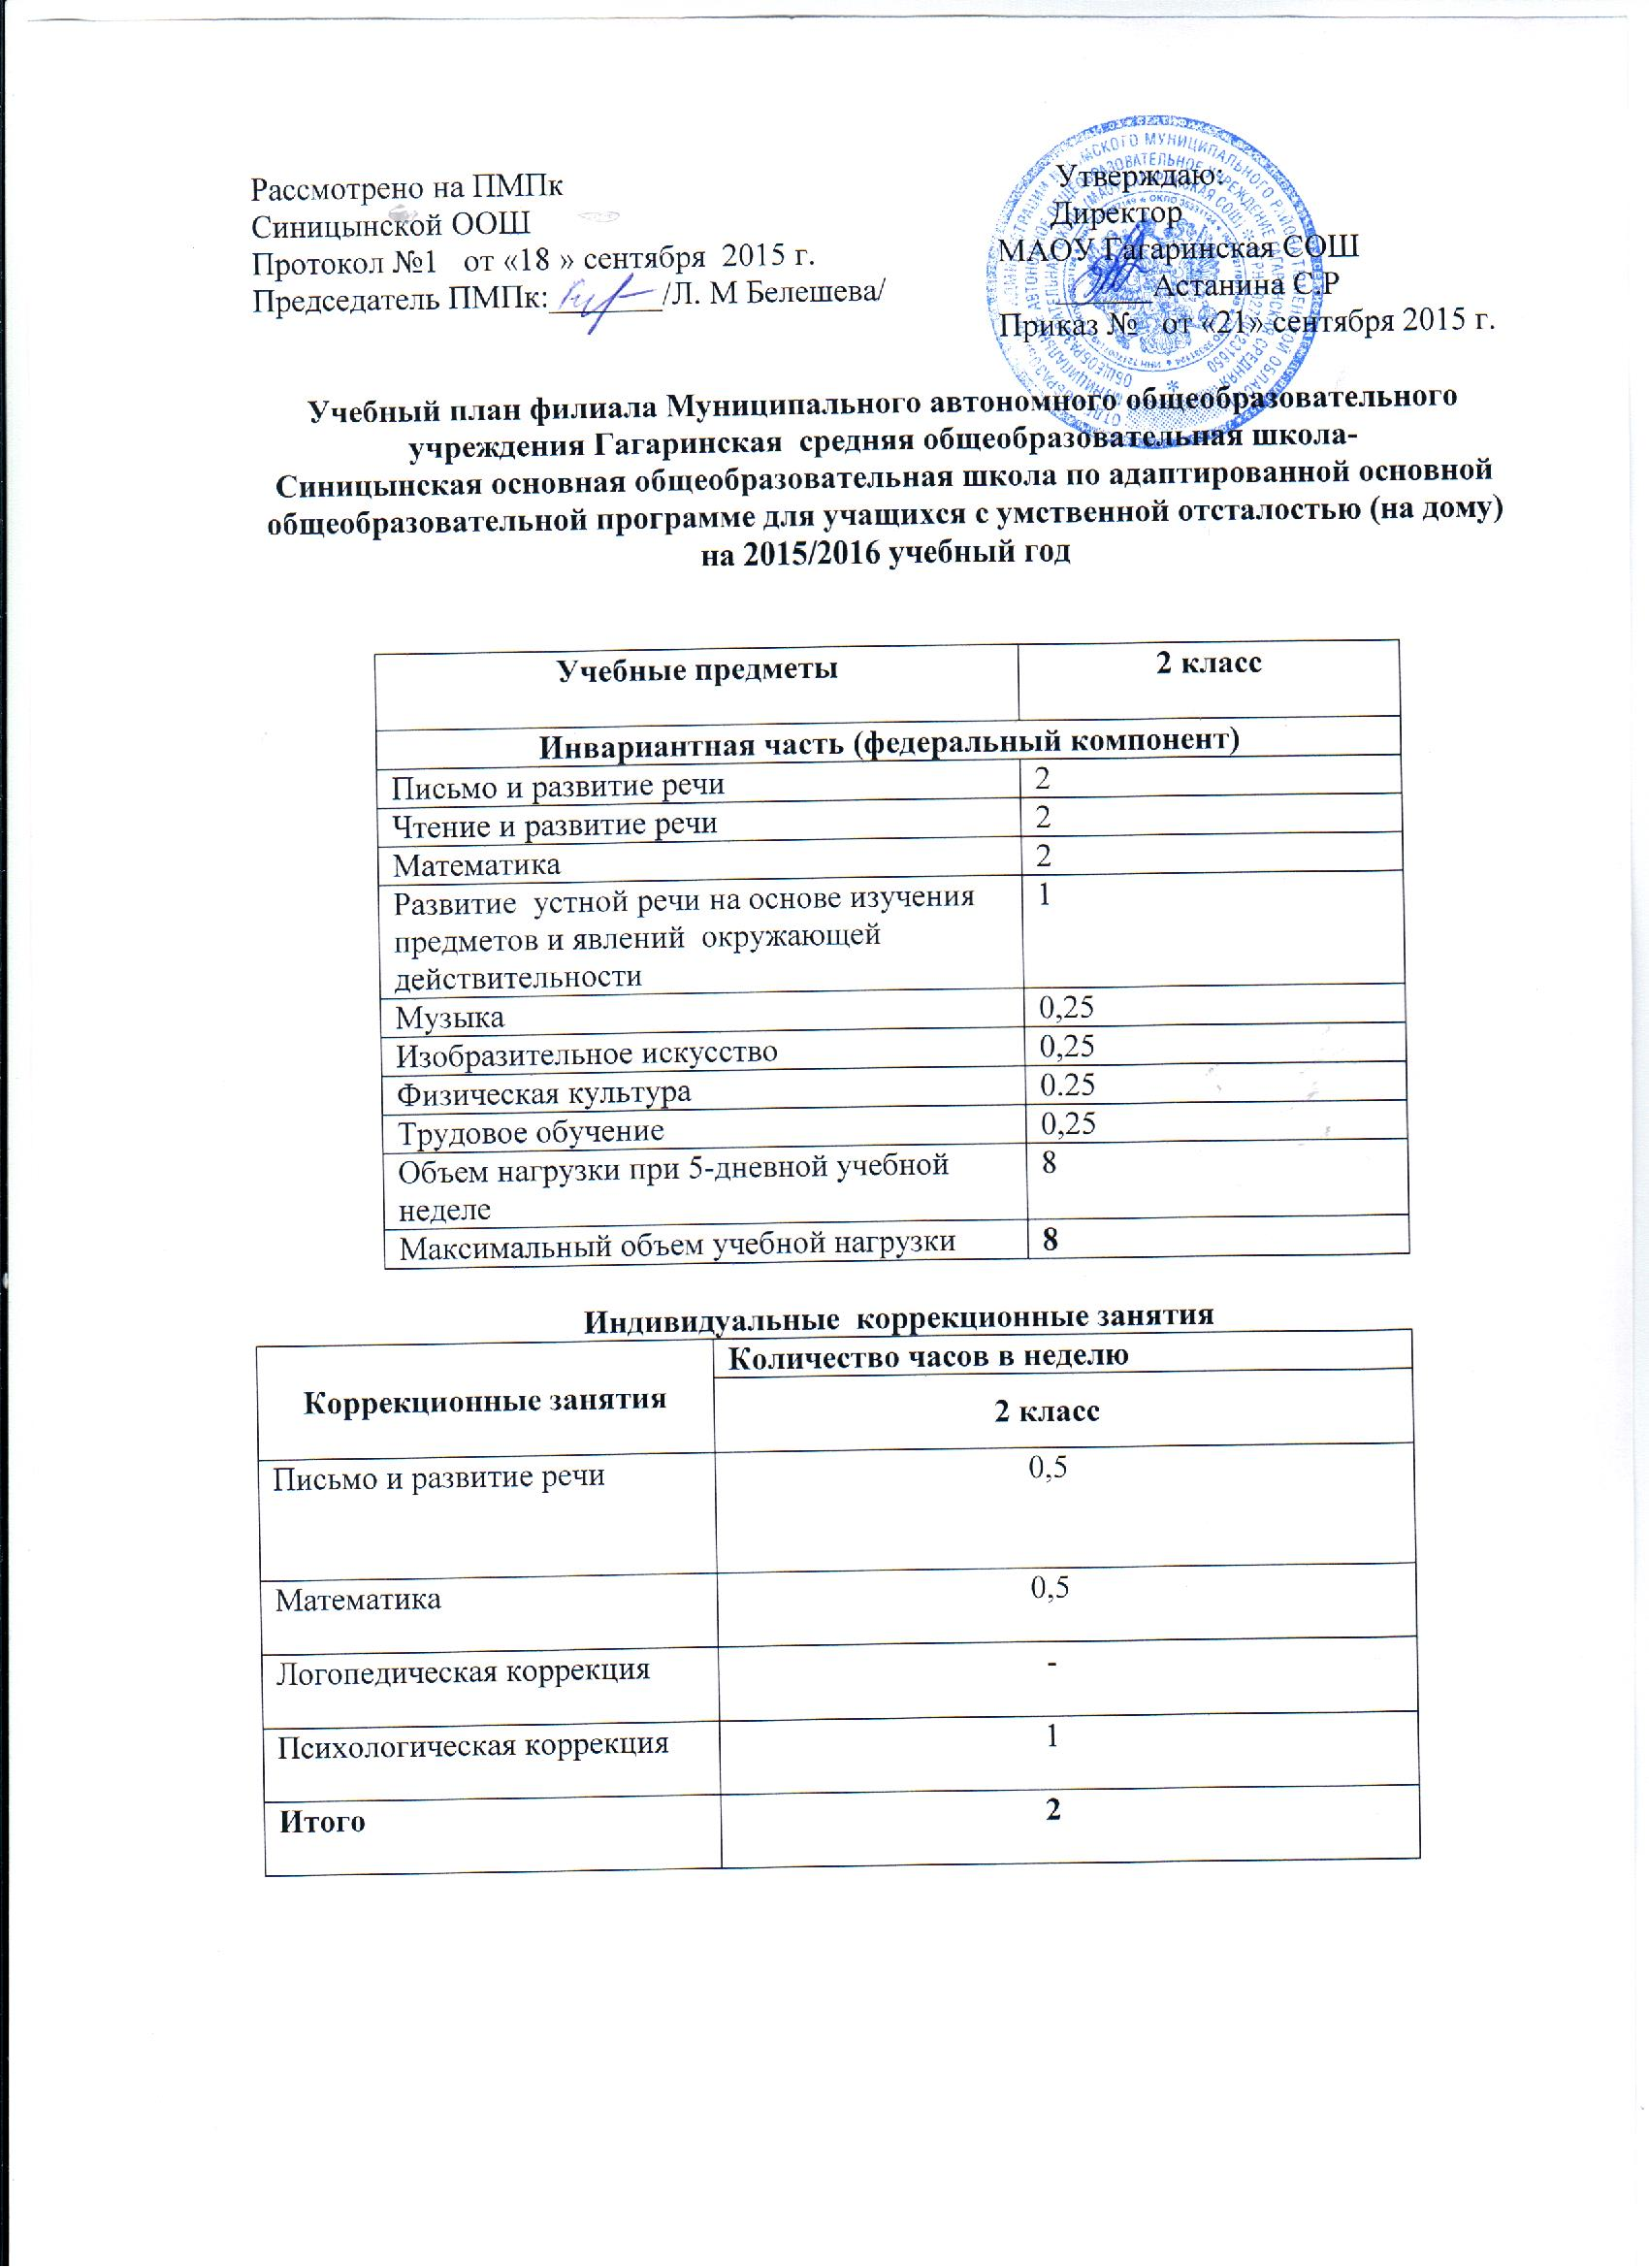 Рассмотрено на ПМПк
Синицынской ООШ
Протокол №1 от «18 » сентября 2015 г.
Председатель ПМПк:________/Л. М Белешева/
Утверждаю:
Директор
МАОУ Гагаринская СОШ
_______Астанина С.Р
Приказ № от «21» сентября 2015 г.
Учебный план филиала Муниципального автономного общеобразовательного
учреждения Гагаринская средняя общеобразовательная школа-
Синицынская основная общеобразовательная школа по адаптированной основной
общеобразовательной программе для учащихся с умственной отсталостью (на дому)
на 2015/2016 учебный год
Учебные предметы 2 класс
Инвариантная часть (федеральный компонент)
Письмо и развитие речи 2
Чтение и развитие речи 2
Математика 2
Развитие устной речи на основе изучения 1
предметов и явлений окружающей
действительности
Музыка 0,25
Изобразительное искусство 0,25
Физическая культура 0.25
Трудовое обучение 0,25
Объем нагрузки при 5-дневной учебной 8
неделе
Максимальный объем учебной нагрузки 8
Индивидуальные коррекционные занятия
Количество часов в неделю
Коррекционные занятия
2 класс
Письмо и развитие речи 0,5
Математика 0,5
Логопедическая коррекция -
Психологическая коррекция 1
Итого 2